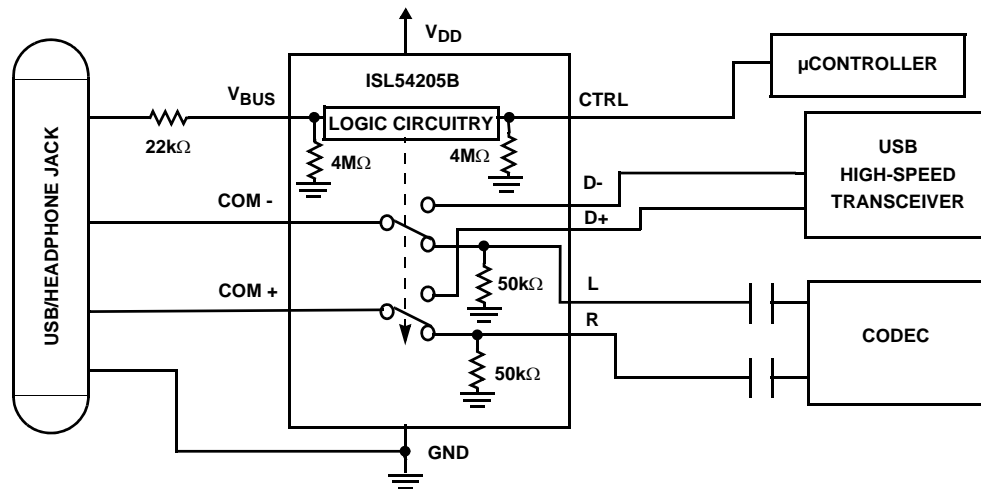 VDD
µCONTROLLER
ISL54205B
VBUS
CTRL
LOGIC CIRCUITRY
22kΩ
4MΩ
4MΩ
USB
HIGH-SPEED
TRANSCEIVER
D-
COM -
D+
USB/HEADPHONE JACK
50kΩ
L
COM +
R
CODEC
50kΩ
GND